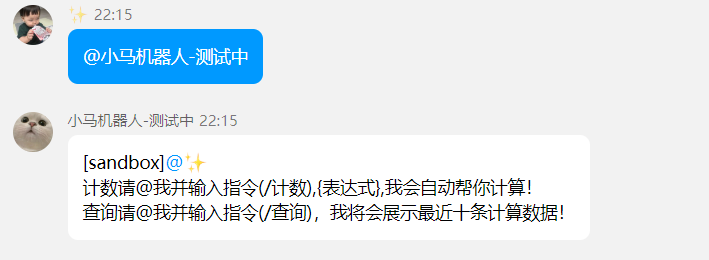 ✨ 22:15
@小马机器人-测试中
小马机器人-测试中 22:15
[sandbox]@✨
计数请@我并输入指令(/计数),{表达式},我会自动帮你计算！
查询请@我并输入指令(/查询)，我将会展示最近十条计算数据！